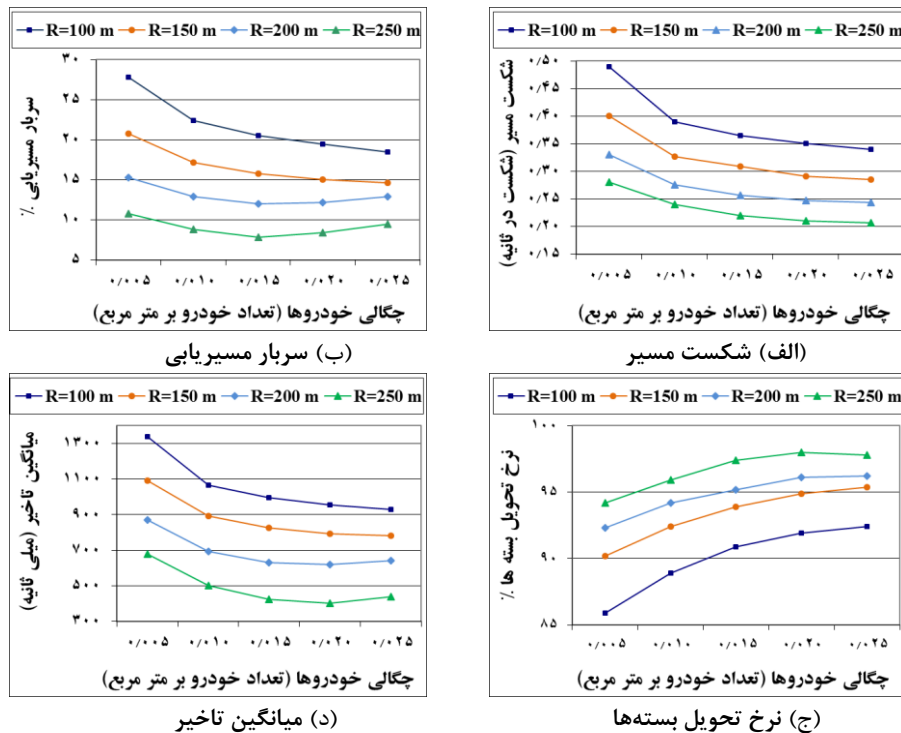 R=100 m R=150 m R=200 m R=250 m
شکست مسیر (شکست در ثانیه)
۰٫۵۰
۰٫۴۵
۰٫۴۰
۰٫۳۵
۰٫۳۰
۰٫۲۵
۰٫۲۰
۰٫۱۵
۰٫۰۰۵ ۰٫۰۱۰ ۰٫۰۱۵ ۰٫۰۲۰ ۰٫۰۲۵
چگالی خودروها (تعداد خودرو بر متر مربع)
(الف) شکست مسیر
R=100 m R=150 m R=200 m R=250 m
سربار مسیریابی ٪
۳۰
۲۵
۲۰
۱۵
۱۰
۵
۰٫۰۰۵ ۰٫۰۱۰ ۰٫۰۱۵ ۰٫۰۲۰ ۰٫۰۲۵
چگالی خودروها (تعداد خودرو بر متر مربع)
(ب) سربار مسیریابی
R=100 m R=150 m R=200 m R=250 m
نرخ تحویل بسته ها ٪
۱۰۰
۹۵
۹۰
۸۵
۰٫۰۰۵ ۰٫۰۱۰ ۰٫۰۱۵ ۰٫۰۲۰ ۰٫۰۲۵
چگالی خودروها (تعداد خودرو بر متر مربع)
(ج) نرخ تحویل بسته‌ها
R=100 m R=150 m R=200 m R=250 m
میانگین تاخیر (میلی ثانیه)
۱۳۰۰
۱۱۰۰
۹۰۰
۷۰۰
۵۰۰
۳۰۰
۰٫۰۰۵ ۰٫۰۱۰ ۰٫۰۱۵ ۰٫۰۲۰ ۰٫۰۲۵
چگالی خودروها (تعداد خودرو بر متر مربع)
(د) میانگین تاخیر